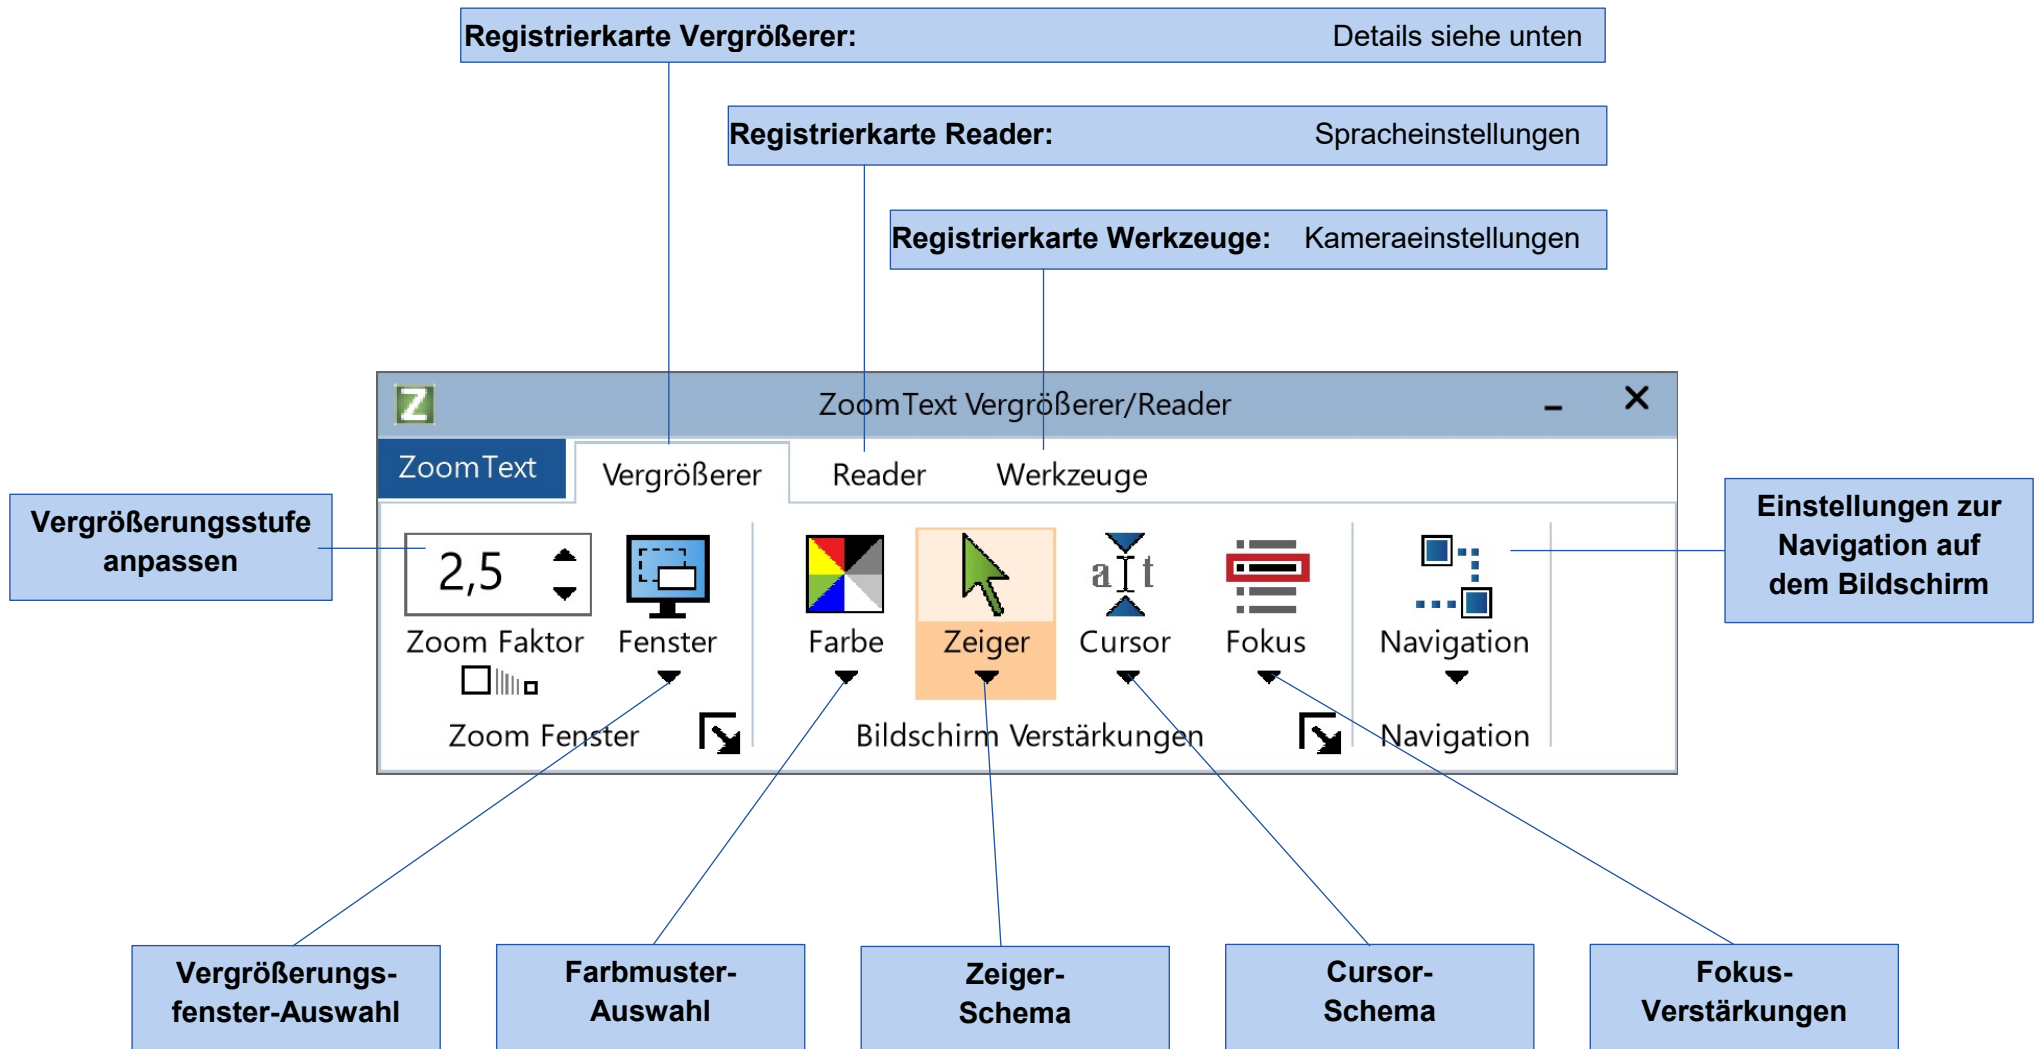 Registrierkarte Vergrößerer: Details siehe unten
Registrierkarte Reader: Spracheinstellungen
Registrierkarte Werkzeuge: Kameraeinstellungen
Z
ZoomText Vergrößerer/Reader
ZoomText Vergrößerer Reader Werkzeuge
Vergrößerungsstufe
anpassen
2,5
a t
Zoom Faktor Fenster Farbe Zeiger Cursor Fokus Navigation
Zoom Fenster Bildschirm Verstärkungen Navigation
Einstellungen zur
Navigation auf
dem Bildschirm
Vergrößerungs-
fenster-Auswahl
Farbmuster-
Auswahl
Zeiger-
Schema
Cursor-
Schema
Fokus-
Verstärkungen